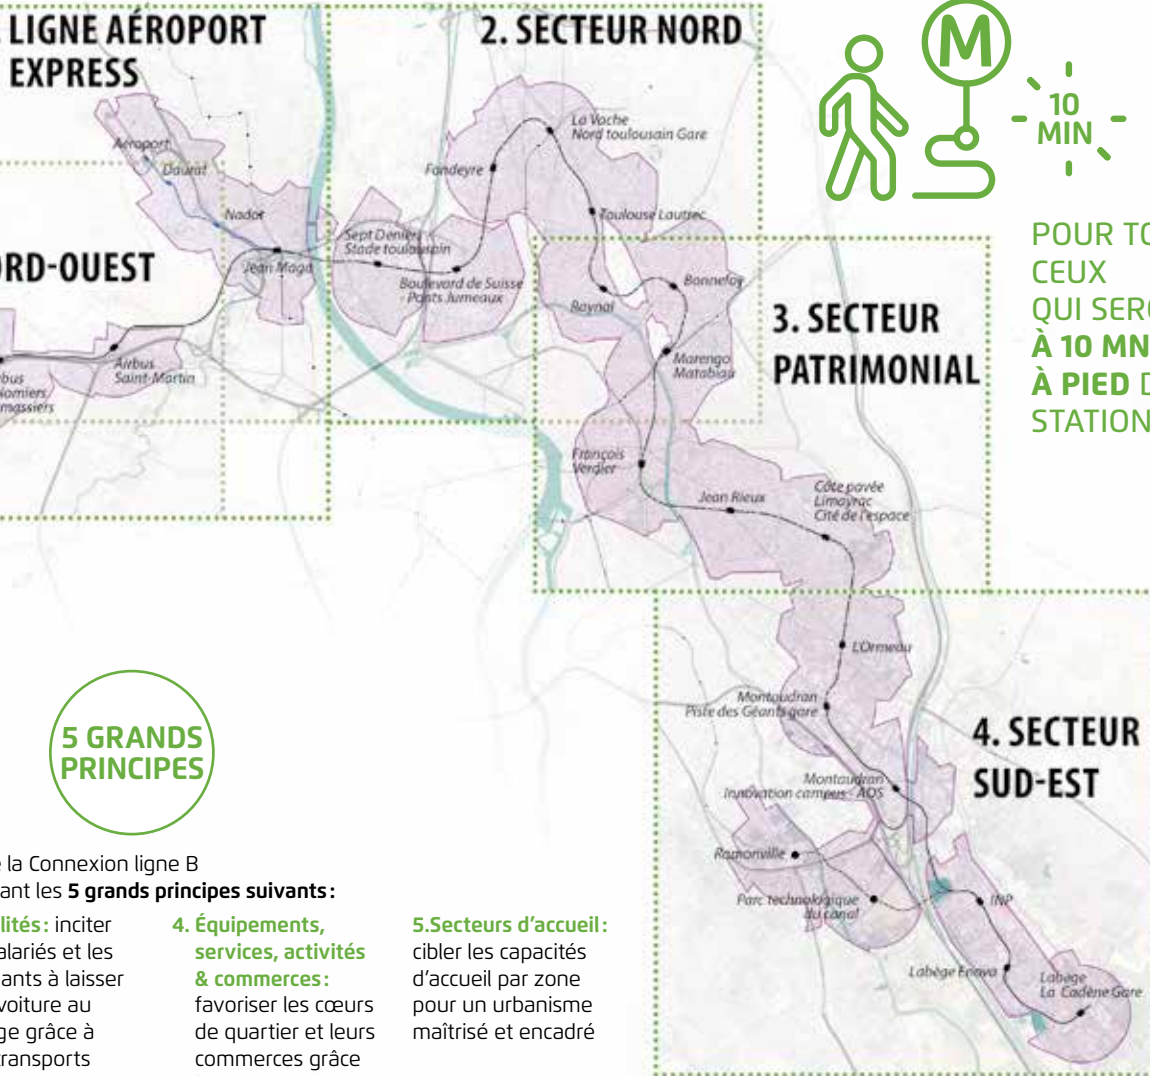 LIGNE AÉROPORT
EXPRESS
2. SECTEUR NORD
M
10
MIN
La Vache
Nord toulousain Gare
Aéroport
Daurat
Fondeyre
Nadot
Toulouse Lautrec
Sept Deniers
Stade toulousain
POUR TO
CEUX
QUI SERO
À 10 MN
À PIED D
STATION
ORD-OUEST
Jean Maga
Boulevard de Suisse
- Ponts Jumeaux
Bonnefoy
Raynal
3. SECTEUR
PATRIMONIAL
Marengo
Matabiau
Airbus
Saint-Martin
bus
lomiers
massiers
François
Verdier
Jean Rieux
Côte pavée
Limayrac
Cité de l'espace
L'Ormeau
Montaudran
Piste des Géants gare
4. SECTEUR
SUD-EST
5 GRANDS
PRINCIPES
Montaudran
Innovation campus - AOS
Ramonville
Parc technologique
du canal
INP
Labège Enova
Labège
La Cadène Gare
e la Connexion ligne B
ant les 5 grands principes suivants :
lités : inciter
alariés et les
ants à laisser
voiture au
ge grâce à
transports
4. Équipements,
services, activités
& commerces :
favoriser les cœurs
de quartier et leurs
commerces grâce
5.Secteurs d'accueil :
cibler les capacités
d'accueil par zone
pour un urbanisme
maîtrisé et encadré